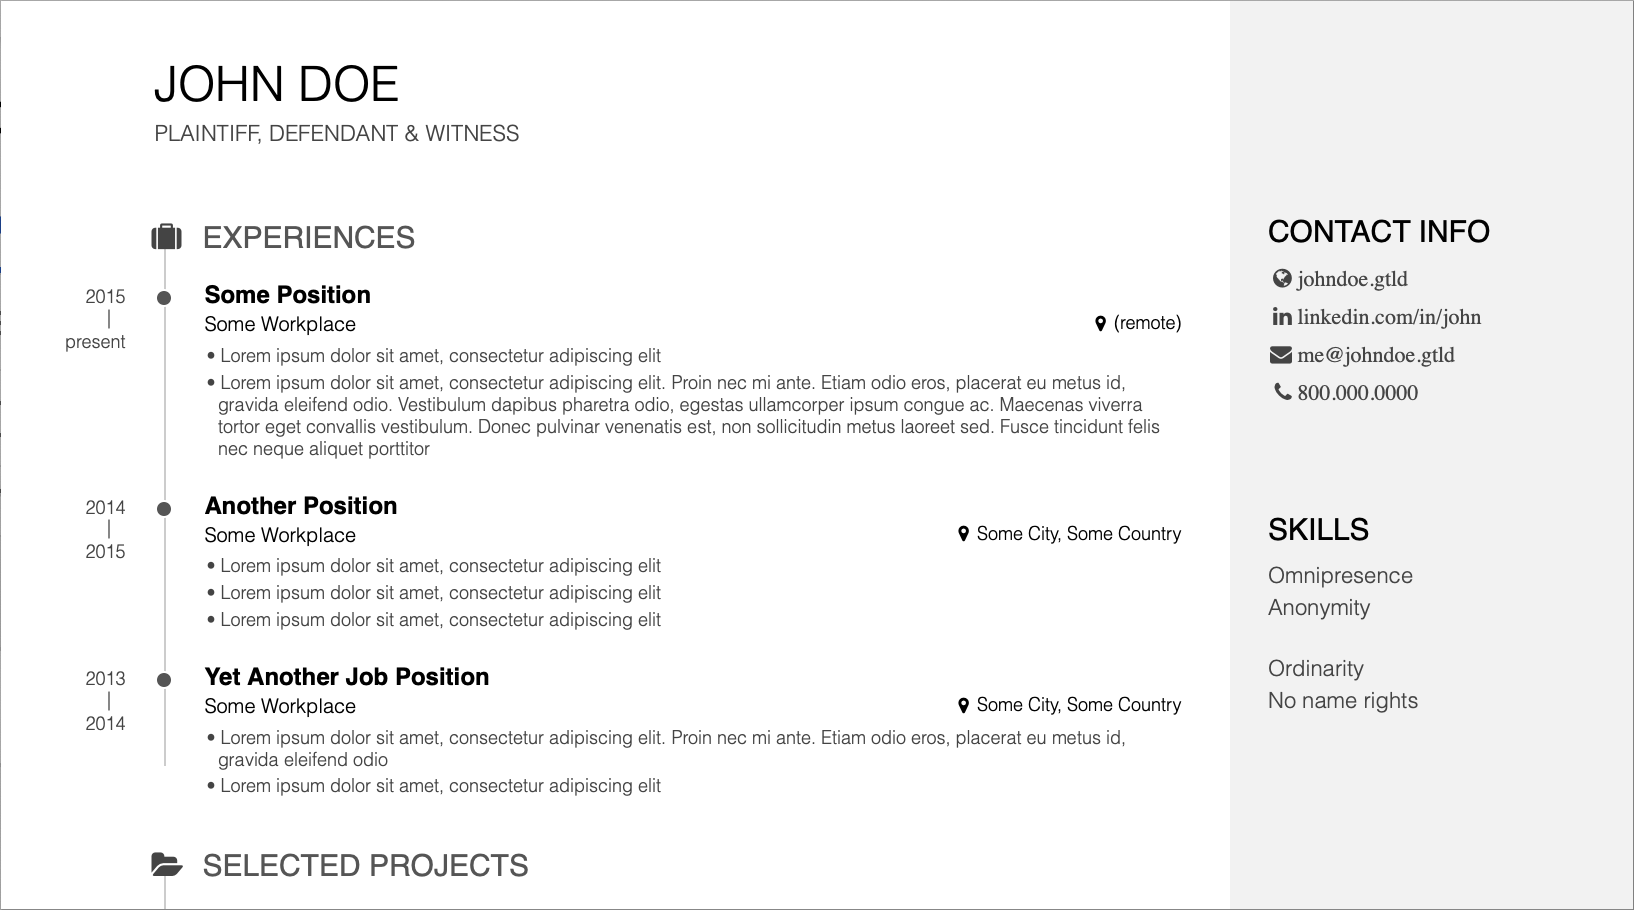 JOHN DOE
PLAINTIFF, DEFENDANT & WITNESS
EXPERIENCES
2015
present
Some Position
Some Workplace
(remote)
• Lorem ipsum dolor sit amet, consectetur adipiscing elit
• Lorem ipsum dolor sit amet, consectetur adipiscing elit. Proin nec mi ante. Etiam odio eros, placerat eu metus id,
gravida eleifend odio. Vestibulum dapibus pharetra odio, egestas ullamcorper ipsum congue ac. Maecenas viverra
tortor eget convallis vestibulum. Donec pulvinar venenatis est, non sollicitudin metus laoreet sed. Fusce tincidunt felis
nec neque aliquet porttitor
2014
2015
Another Position
Some Workplace
Some City, Some Country
• Lorem ipsum dolor sit amet, consectetur adipiscing elit
• Lorem ipsum dolor sit amet, consectetur adipiscing elit
• Lorem ipsum dolor sit amet, consectetur adipiscing elit
2013
2014
Yet Another Job Position
Some Workplace
Some City, Some Country
• Lorem ipsum dolor sit amet, consectetur adipiscing elit. Proin nec mi ante. Etiam odio eros, placerat eu metus id,
gravida eleifend odio
• Lorem ipsum dolor sit amet, consectetur adipiscing elit
SELECTED PROJECTS
CONTACT INFO
johndoe.gtld
linkedin.com/in/john
me@johndoe.gtld
800.000.0000
SKILLS
Omnipresence
Anonymity
Ordinarity
No name rights